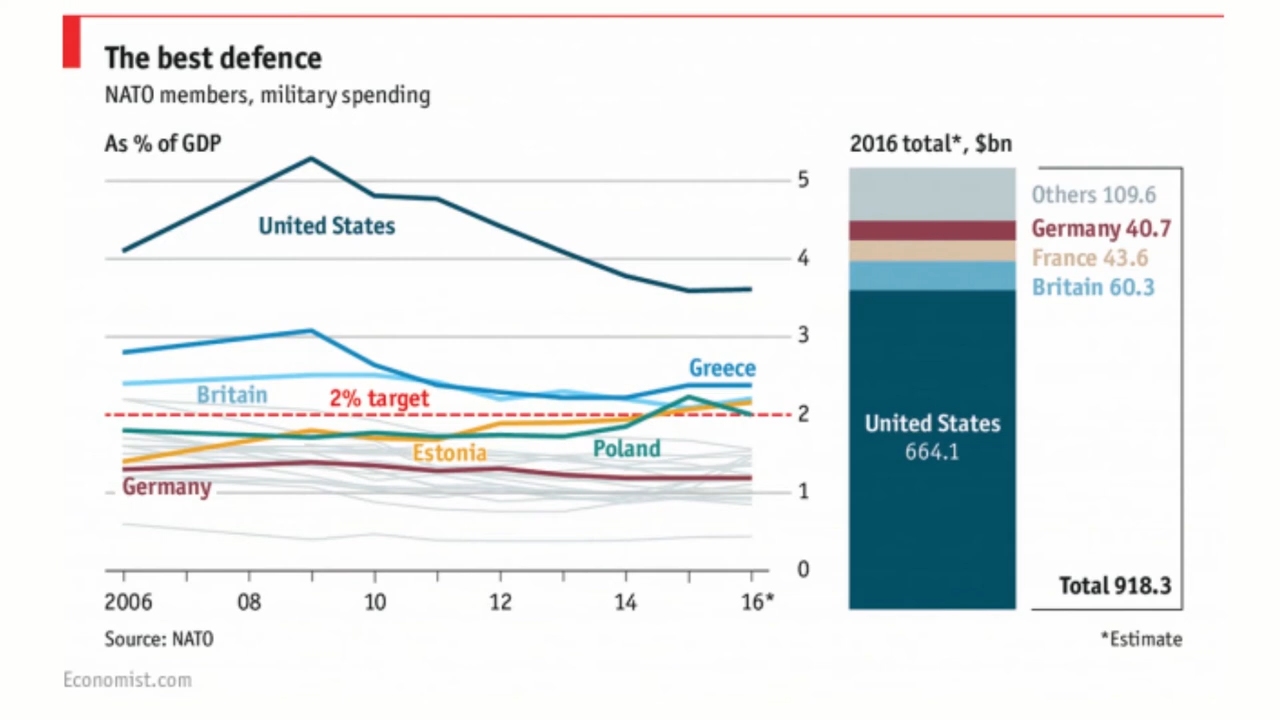 The best defence
NATO members, military spending
As % of GDP
5
United States
4
3
Greece
Britain
2% target
2
Estonia
Poland
Germany
1
0
2006 08 10 12 14 16*
2016 total*, $bn
Others 109.6
Germany 40.7
France 43.6
Britain 60.3
United States
664.1
Total 918.3
Source: NATO
*Estimate
Economist.com